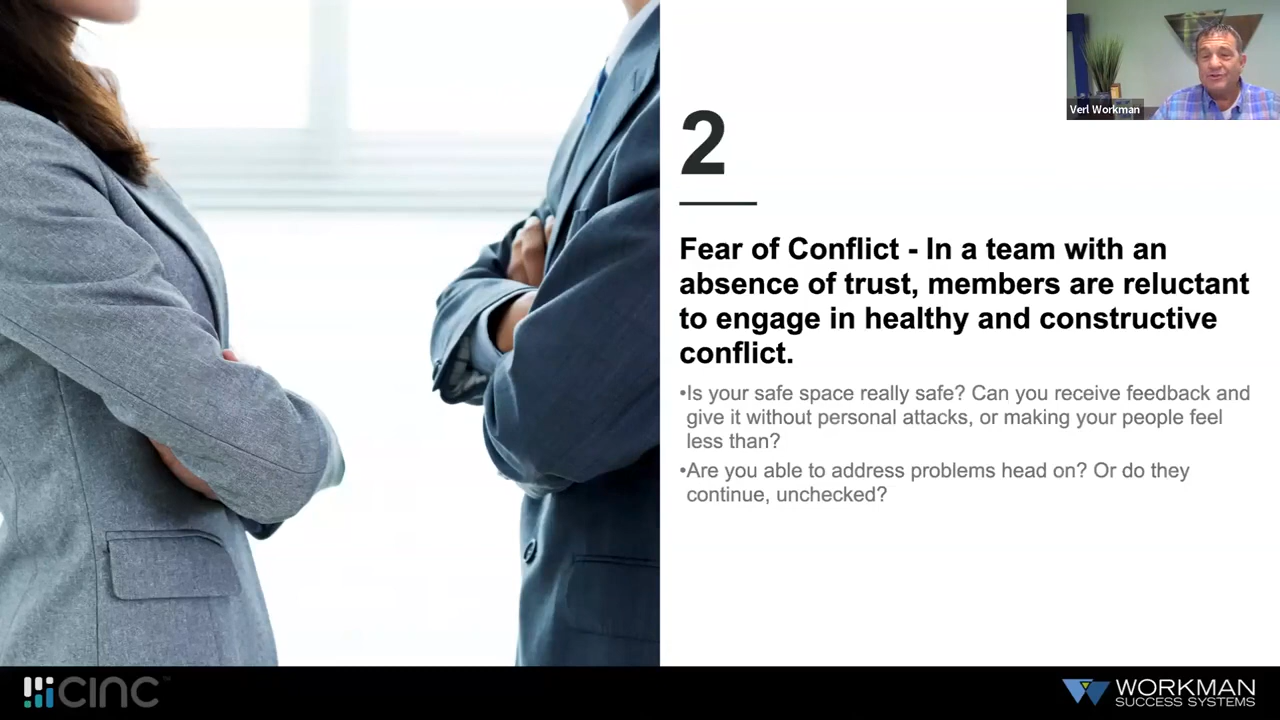 Verl Workman
2
Fear of Conflict - In a team with an
absence of trust, members are reluctant
to engage in healthy and constructive
conflict.
•Is your safe space really safe? Can you receive feedback and
give it without personal attacks, or making your people feel
less than?
•Are you able to address problems head on? Or do they
continue, unchecked?
CINC™
WORKMAN
SUCCESS SYSTEMS